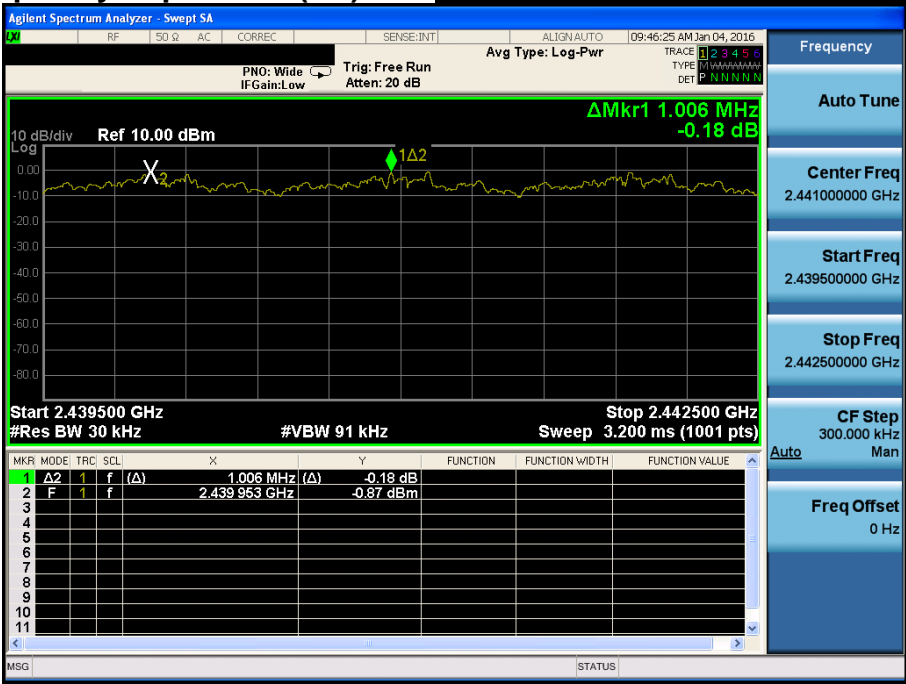 Agilent Spectrum Analyzer - Swept SA
LXI RF 50 Ω AC CORREC SENSE:INT ALIGN AUTO 09:46:25 AM Jan 04, 2016
Frequency
PNO: Wide
IFGain:Low
Trig: Free Run
Atten: 20 dB
Avg Type: Log-Pwr
TRACE 1 2 3 4 5 6
TYPE M W W W W W
DET P N N N N N
ΔMkr1 1.006 MHz
-0.18 dB
10 dB/div Ref 10.00 dBm
Log
0.00
-10.0
-20.0
-30.0
-40.0
-50.0
-60.0
-70.0
-80.0
X2
1Δ2
Start 2.439500 GHz Stop 2.442500 GHz
#Res BW 30 kHz #VBW 91 kHz Sweep 3.200 ms (1001 pts)
MKR MODE TRC SCL X Y FUNCTION FUNCTION WIDTH FUNCTION VALUE
1 Δ2 1 f (Δ) 1.006 MHz (Δ) -0.18 dB
2 F 1 f 2.439 953 GHz -0.87 dBm
3
4
5
6
7
8
9
10
11
MSG STATUS
Auto Tune
Center Freq
2.441000000 GHz
Start Freq
2.439500000 GHz
Stop Freq
2.442500000 GHz
CF Step
300.000 kHz
Auto Man
Freq Offset
0 Hz